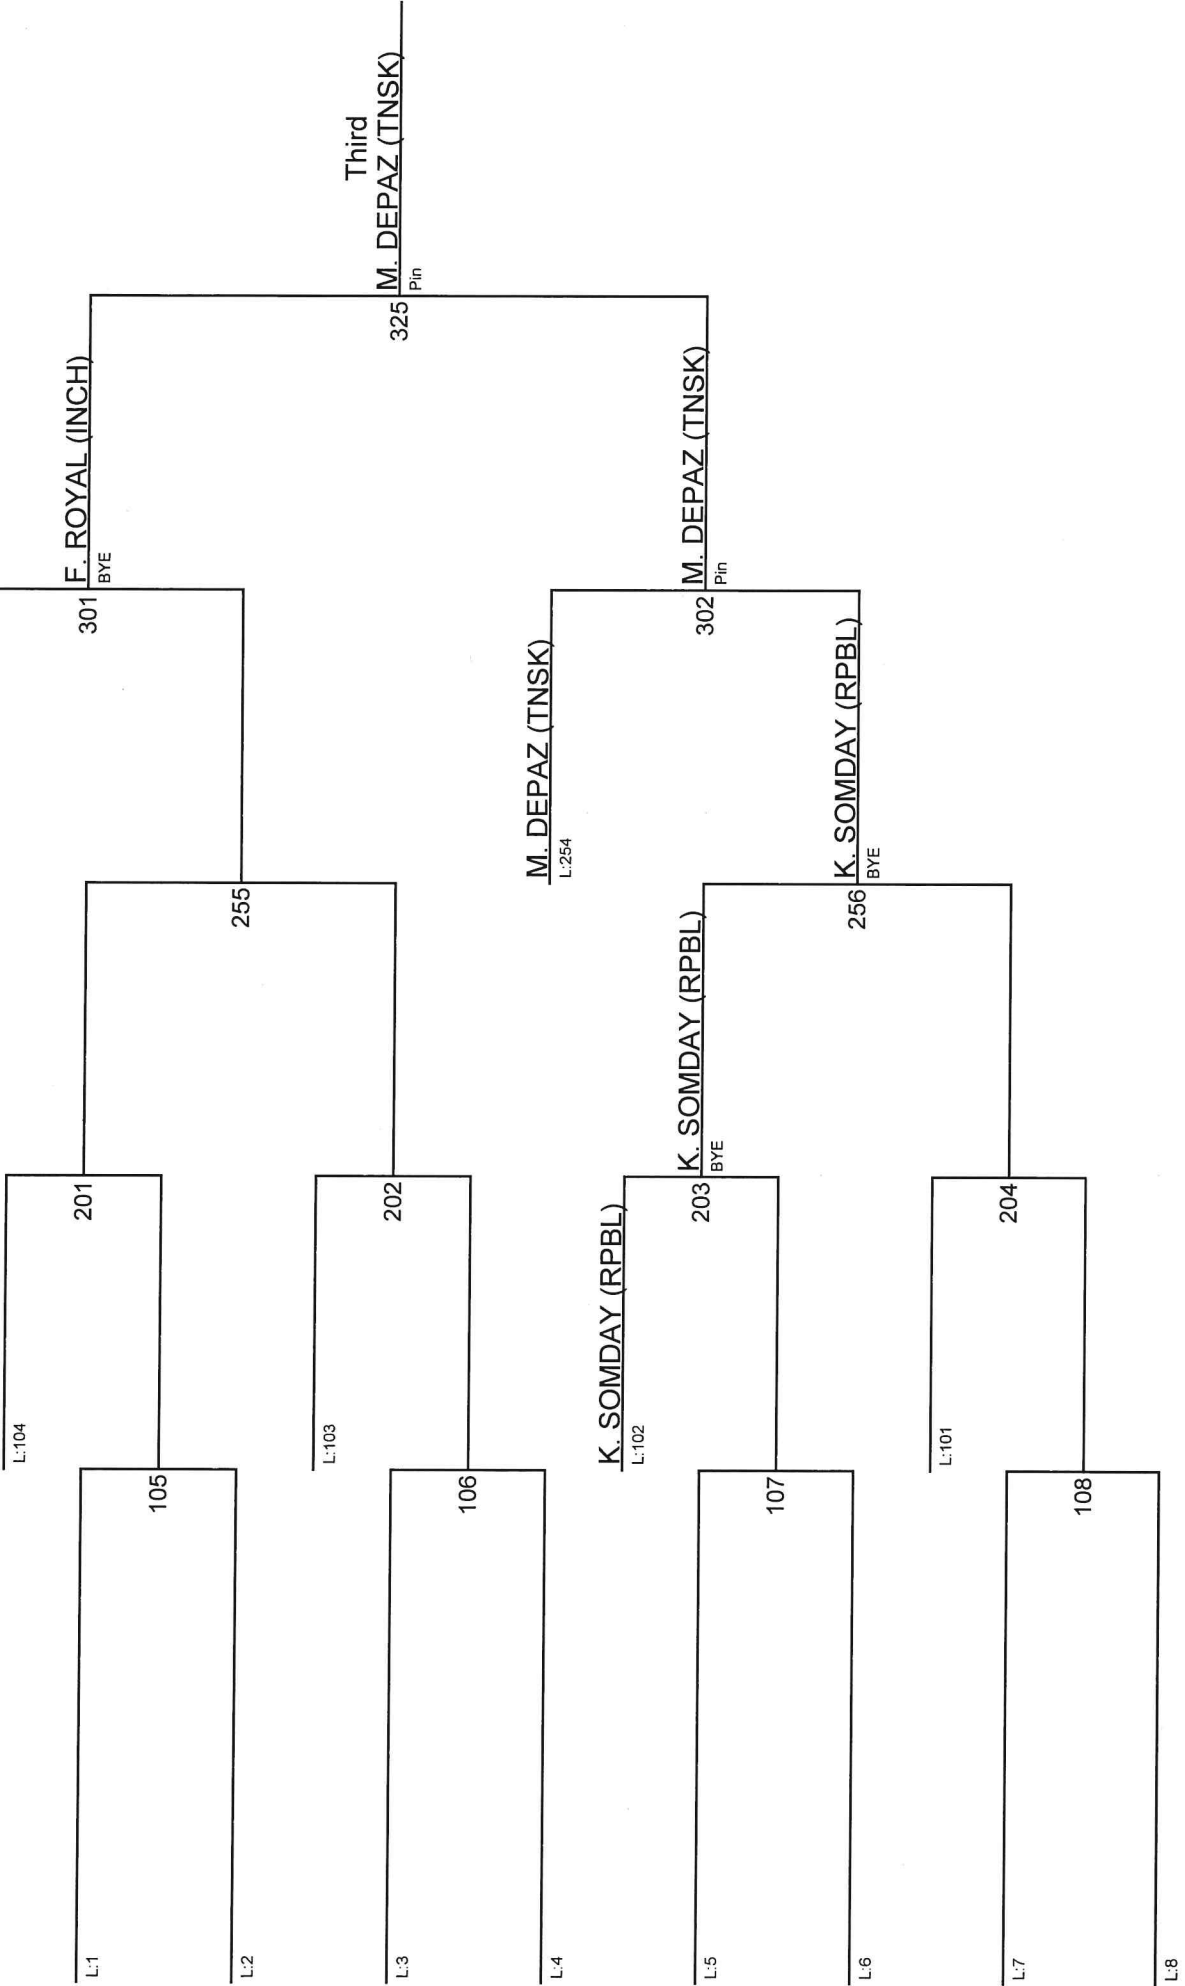 L:1
L:2
L:3
L:4
L:5
L:6
L:7
L:8
105
106
107
108
L:104
L:103
K. SOMDAY (RPBL)
L:102
L:101
201
202
203
204
K. SOMDAY (RPBL)
BYE
255
256
M. DEPAZ (TNSK)
L:254
K. SOMDAY (RPBL)
BYE
301
302
F. ROYAL (INCH)
BYE
M. DEPAZ (TNSK)
Pin
325
Third
M. DEPAZ (TNSK)
Pin